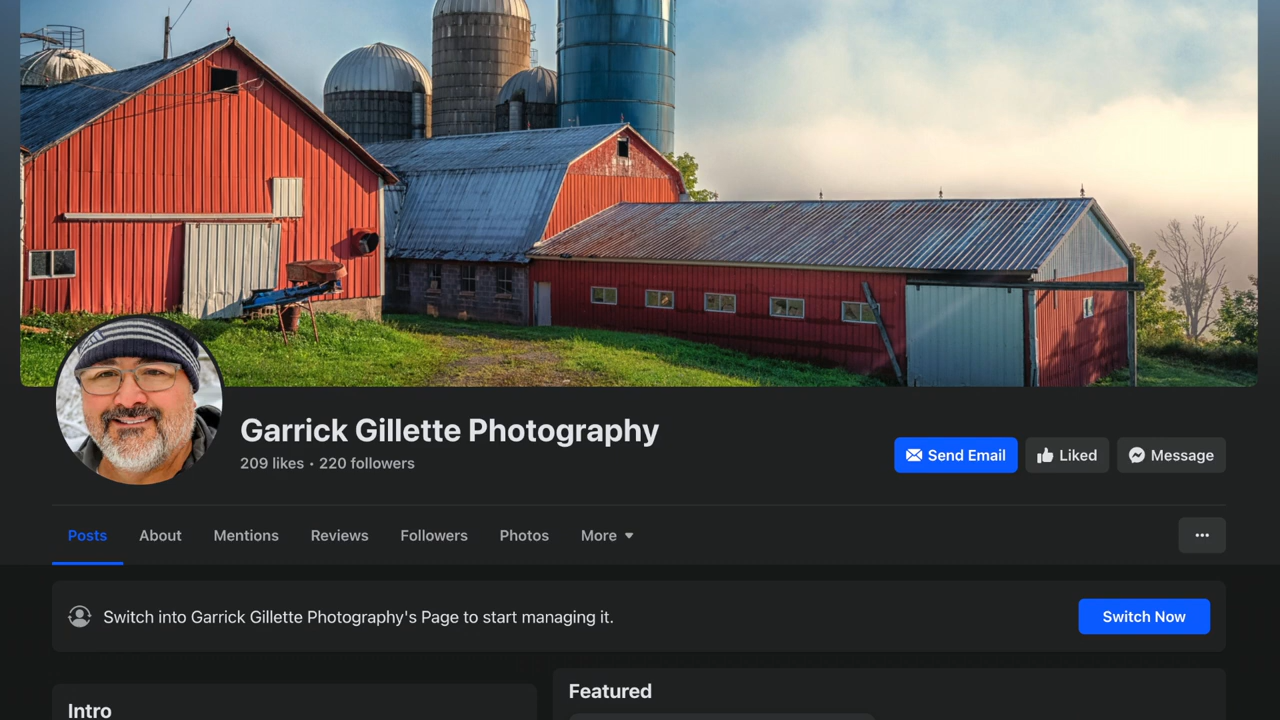 Garrick Gillette Photography
209 likes • 220 followers
Send Email
Liked
Message
Posts
About
Mentions
Reviews
Followers
Photos
More
Switch into Garrick Gillette Photography's Page to start managing it.
Switch Now
Intro
Featured